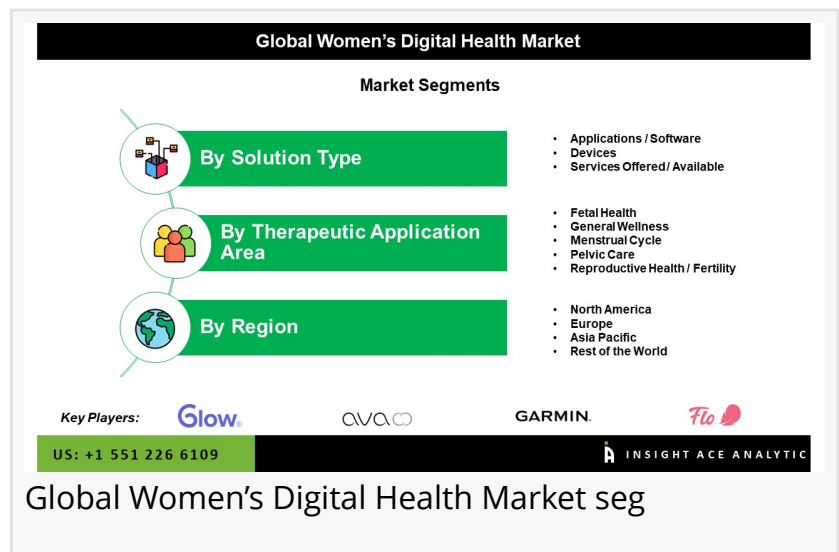 Global Women’s Digital Health Market
Market Segments
By Solution Type
• Applications / Software
• Devices
• Services Offered / Available
By Therapeutic Application
Area
• Fetal Health
• General Wellness
• Menstrual Cycle
• Pelvic Care
• Reproductive Health / Fertility
By Region
• North America
• Europe
• Asia Pacific
• Rest of the World
Key Players:
Glow®
ava
GARMIN.
Flo
US: +1 551 226 6109
INSIGHT ACE ANALYTIC
Global Women’s Digital Health Market seg